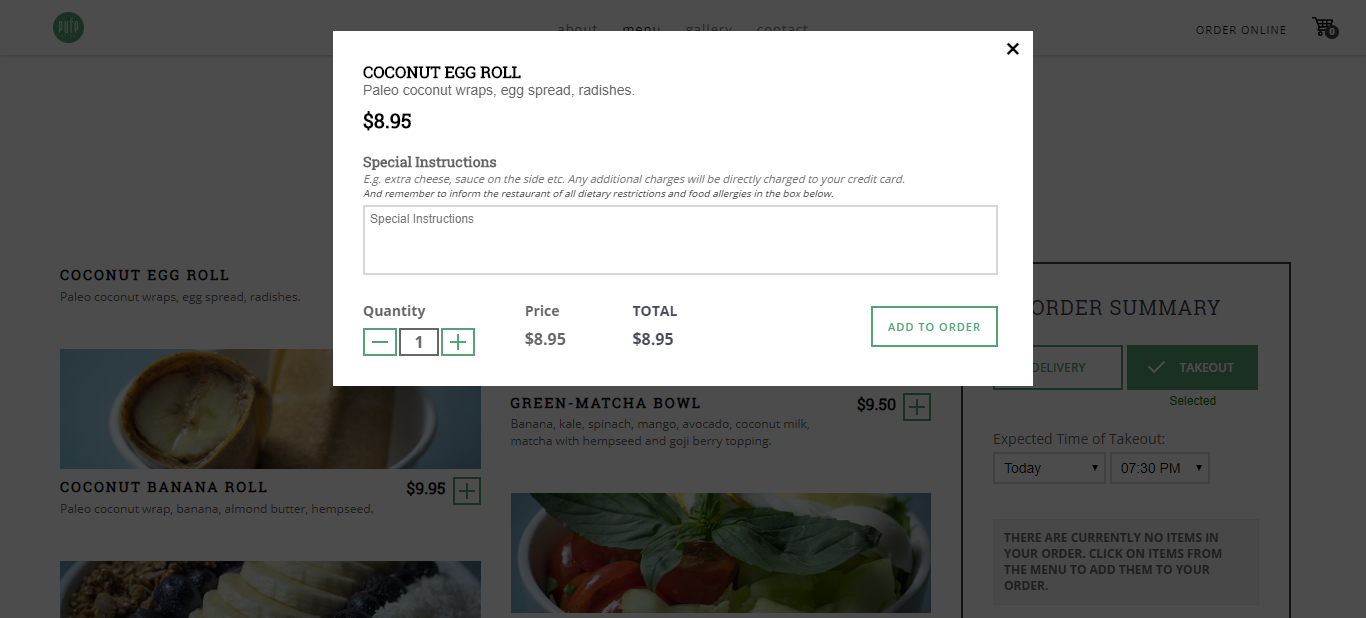 about menu gallery contact
ORDER ONLINE
0
COCONUT EGG ROLL
Paleo coconut wraps, egg spread, radishes.
$8.95
Special Instructions
E.g. extra cheese, sauce on the side etc. Any additional charges will be directly charged to your credit card.
And remember to inform the restaurant of all dietary restrictions and food allergies in the box below.
Special Instructions
Quantity
1
Price
$8.95
TOTAL
$8.95
ADD TO ORDER
COCONUT EGG ROLL
Paleo coconut wraps, egg spread, radishes.
COCONUT BANANA ROLL
$9.95
Paleo coconut wrap, banana, almond butter, hempseed.
GREEN-MATCHA BOWL
$9.50
Banana, kale, spinach, mango, avocado, coconut milk,
matcha with hempseed and goji berry topping.
ORDER SUMMARY
DELIVERY
TAKEOUT
Selected
Expected Time of Takeout:
Today
07:30 PM
THERE ARE CURRENTLY NO ITEMS IN
YOUR ORDER. CLICK ON ITEMS FROM
THE MENU TO ADD THEM TO YOUR
ORDER.